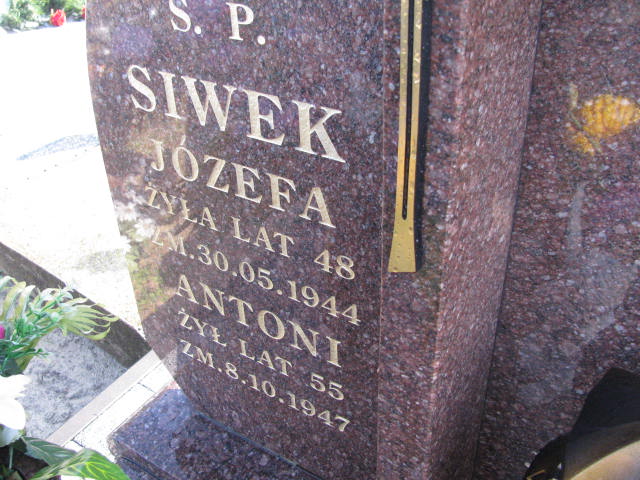 Ś. P.
SIWEK
JÓZEFA
ŻYŁA LAT 48
ZM.30.05.1944
ANTONI
ŻYŁ LAT 55
ZM.8.10.1947